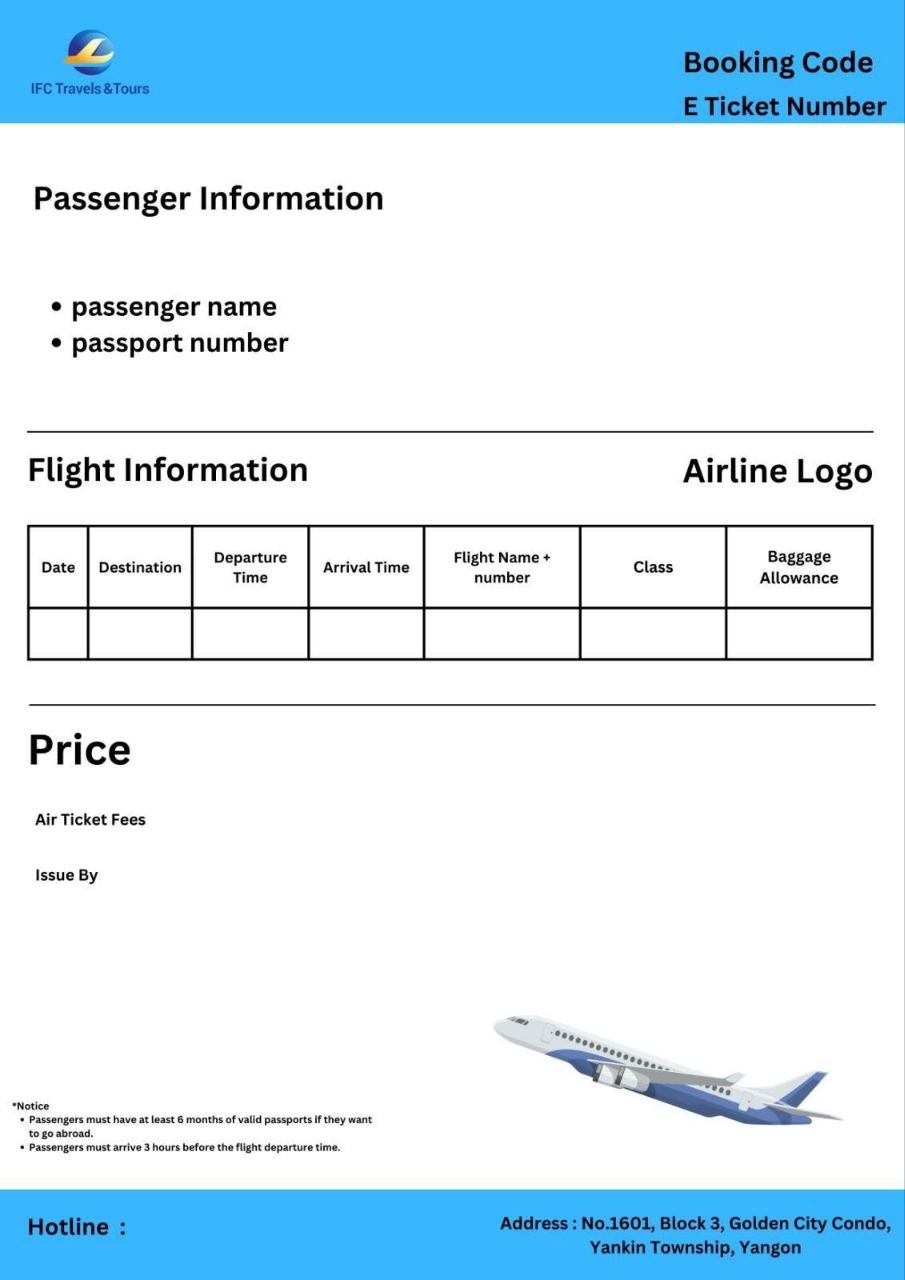 IFC Travels &Tours
Booking Code
E Ticket Number
Passenger Information
• passenger name
• passport number
Flight Information
Airline Logo
Date
Destination
Departure
Time
Arrival Time
Flight Name +
number
Class
Baggage
Allowance
Price
Air Ticket Fees
Issue By
*Notice
• Passengers must have at least 6 months of valid passports if they want
to go abroad.
• Passengers must arrive 3 hours before the flight departure time.
Hotline :
Address : No.1601, Block 3, Golden City Condo,
Yankin Township, Yangon